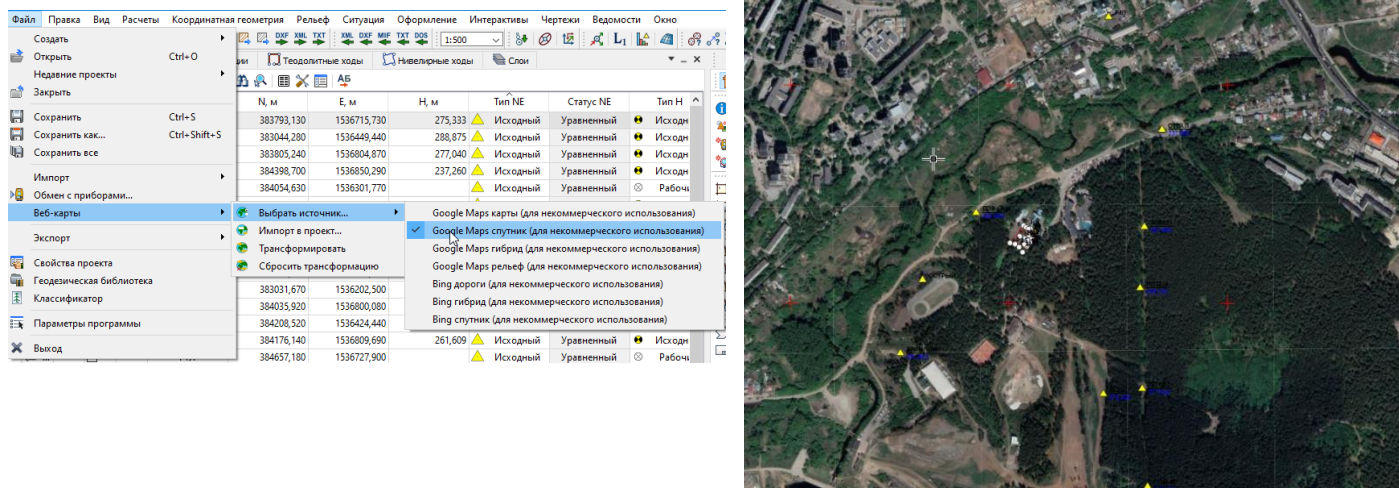 Файл Правка Вид Расчеты Координатная геометрия Рельеф Ситуация Оформление Интерактивы Чертежи Ведомости Окно
Создать
Открыть Ctrl+O
Недавние проекты
Закрыть
Сохранить Ctrl+S
Сохранить как... Ctrl+Shift+S
Сохранить все
Импорт
Обмен с приборами...
Веб-карты
Экспорт
Свойства проекта
Геодезическая библиотека
Классификатор
Параметры программы
Выход
DXF XML TXT XML DXF MIF TXT DOS 1:500
ии Теодолитные ходы Нивелирные ходы Слои
N, м E, м H, м Тип NE Статус NE Тип H
383793,130 1536715,730 275,333 Исходный Уравненный Исходн
383044,280 1536449,440 288,875 Исходный Уравненный Исходн
383805,240 1536804,870 277,040 Исходный Уравненный Исходн
384398,700 1536850,290 237,260 Исходный Уравненный Исходн
384054,630 1536301,770 Исходный Уравненный Рабочи
Выбрать источник...
Импорт в проект...
Трансформировать
Сбросить трансформацию
Google Maps карты (для некоммерческого использования)
Google Maps спутник (для некоммерческого использования)
Google Maps гибрид (для некоммерческого использования)
Google Maps рельеф (для некоммерческого использования)
Bing дороги (для некоммерческого использования)
Bing гибрид (для некоммерческого использования)
Bing спутник (для некоммерческого использования)
383031,670 1536202,500
384035,920 1536800,080
384208,520 1536424,440
384176,140 1536809,690 261,609 Исходный Уравненный Исходн
384657,180 1536727,900 Исходный Уравненный Рабочи